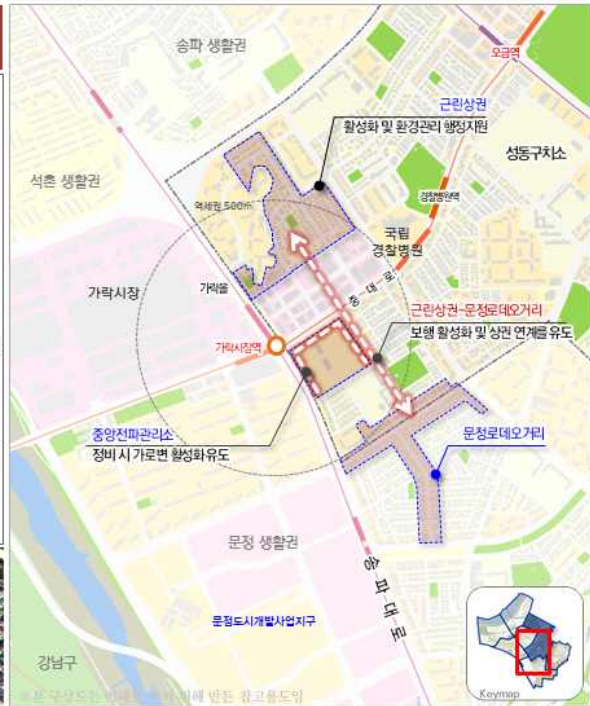 송파 생활권
오금역
근린상권
활성화 및 환경관리 행정지원
성동구치소
석촌 생활권
역세권 500m
경찰병원역
국립
경찰병원
가락시장
가락몰
중대로
근린상권-문정로데오거리
보행 활성화 및 상권 연계를 유도
가락시장역
중앙전파관리소
정비 시 가로변 활성화 유도
문정로데오거리
문정 생활권
송파대로
문정도시개발사업지구
강남구
Keymap